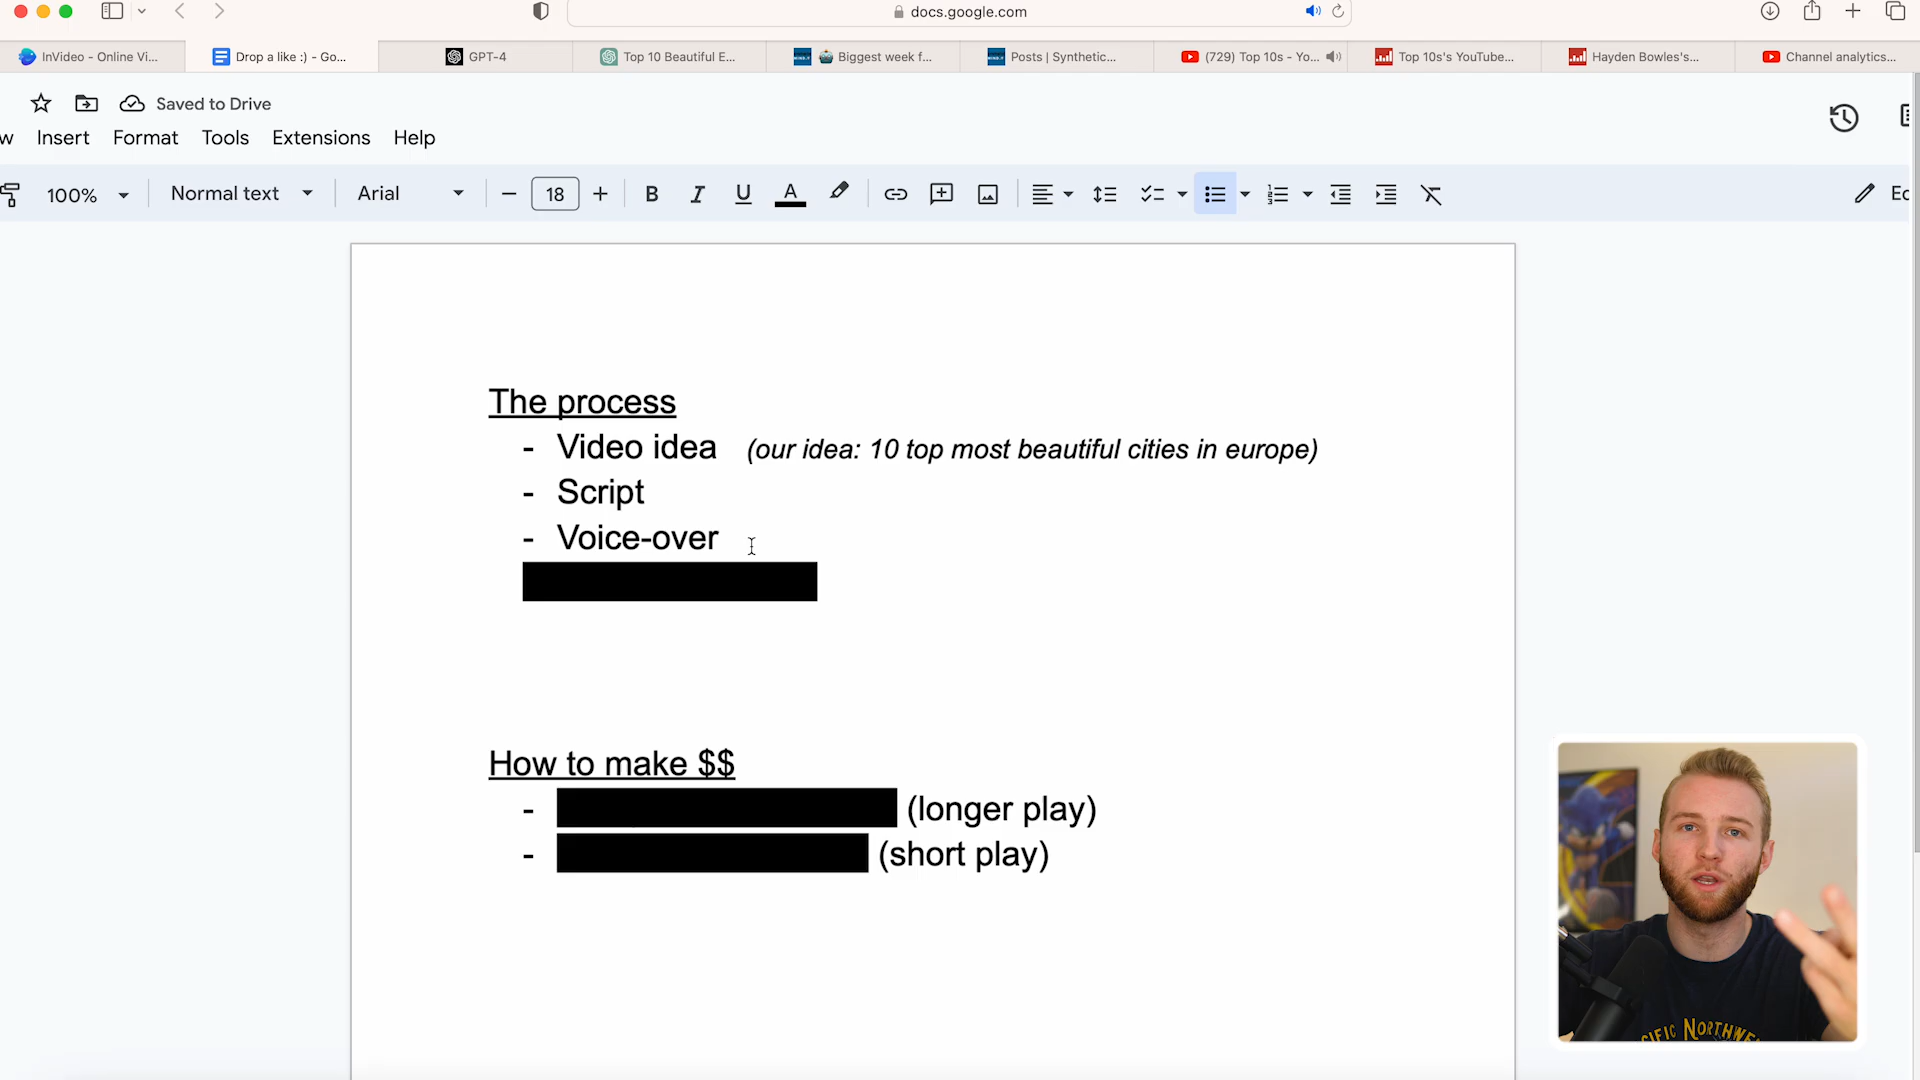 docs.google.com
InVideo - Online Vi...
Drop a like :) - Go...
GPT-4
Top 10 Beautiful E...
Biggest week f...
Posts | Synthetic...
(729) Top 10s - Yo...
Top 10s's YouTube...
Hayden Bowles's...
Channel analytics...
Saved to Drive
w Insert Format Tools Extensions Help
100% Normal text Arial 18 B I U A Ed
The process
- Video idea (our idea: 10 top most beautiful cities in europe)
- Script
- Voice-over
How to make $$
- (longer play)
- (short play)
CIFIC NORTHWE